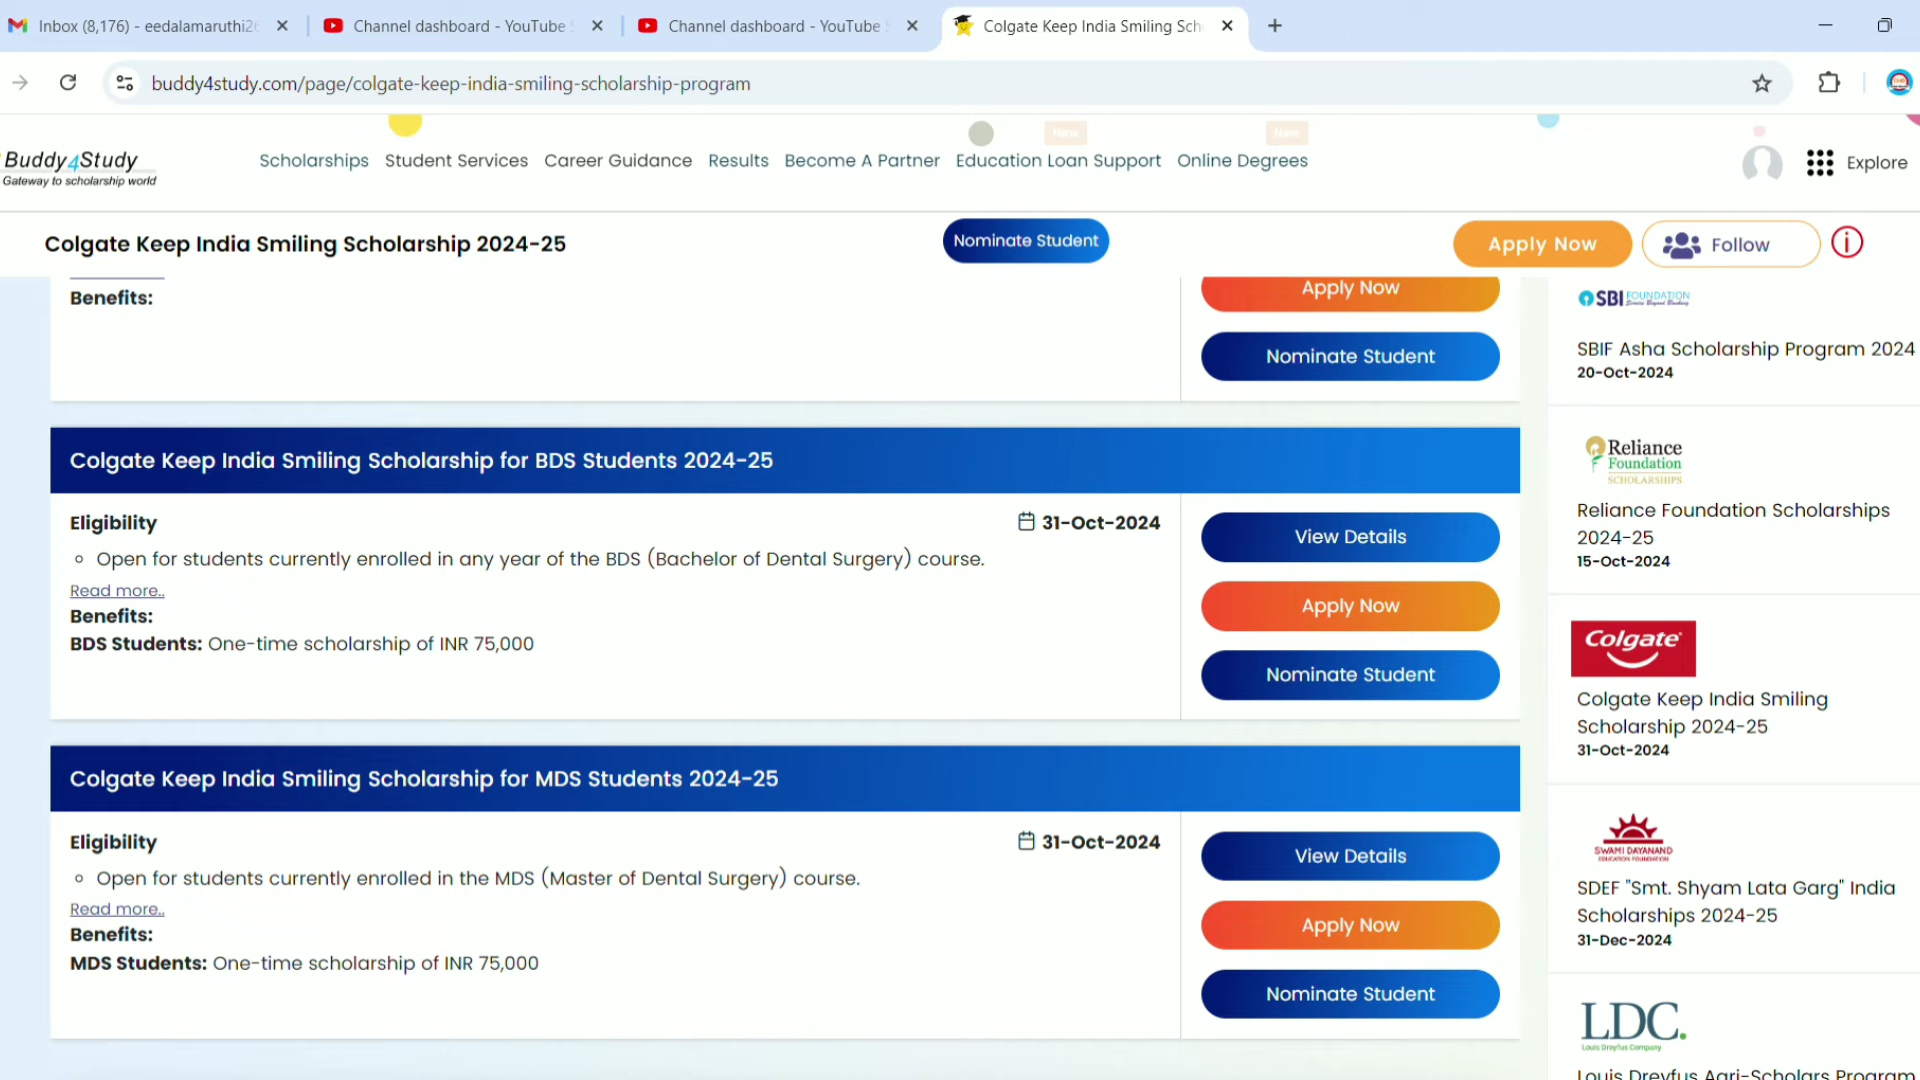 Inbox (8,176) - eedalamaruthi2
Channel dashboard - YouTube
Channel dashboard - YouTube
Colgate Keep India Smiling Sch
buddy4study.com/page/colgate-keep-india-smiling-scholarship-program
New
New
Buddy4Study
Gateway to scholarship world
Scholarships
Student Services
Career Guidance
Results
Become A Partner
Education Loan Support
Online Degrees
Explore
Colgate Keep India Smiling Scholarship 2024-25
Nominate Student
Apply Now
Follow
Benefits:
Apply Now
Nominate Student
Colgate Keep India Smiling Scholarship for BDS Students 2024-25
Eligibility
31-Oct-2024
Open for students currently enrolled in any year of the BDS (Bachelor of Dental Surgery) course.
Read more..
Benefits:
BDS Students: One-time scholarship of INR 75,000
View Details
Apply Now
Nominate Student
Colgate Keep India Smiling Scholarship for MDS Students 2024-25
Eligibility
31-Oct-2024
Open for students currently enrolled in the MDS (Master of Dental Surgery) course.
Read more..
Benefits:
MDS Students: One-time scholarship of INR 75,000
View Details
Apply Now
Nominate Student
SBI FOUNDATION
Service Beyond Banking
SBIF Asha Scholarship Program 2024
20-Oct-2024
Reliance
Foundation
SCHOLARSHIPS
Reliance Foundation Scholarships
2024-25
15-Oct-2024
Colgate
Colgate Keep India Smiling
Scholarship 2024-25
31-Oct-2024
SWAMI DAYANAND
EDUCATION FOUNDATION
SDEF "Smt. Shyam Lata Garg" India
Scholarships 2024-25
31-Dec-2024
LDC.
Louis Dreyfus Company
Louis Dreyfus Agri-Scholars Program